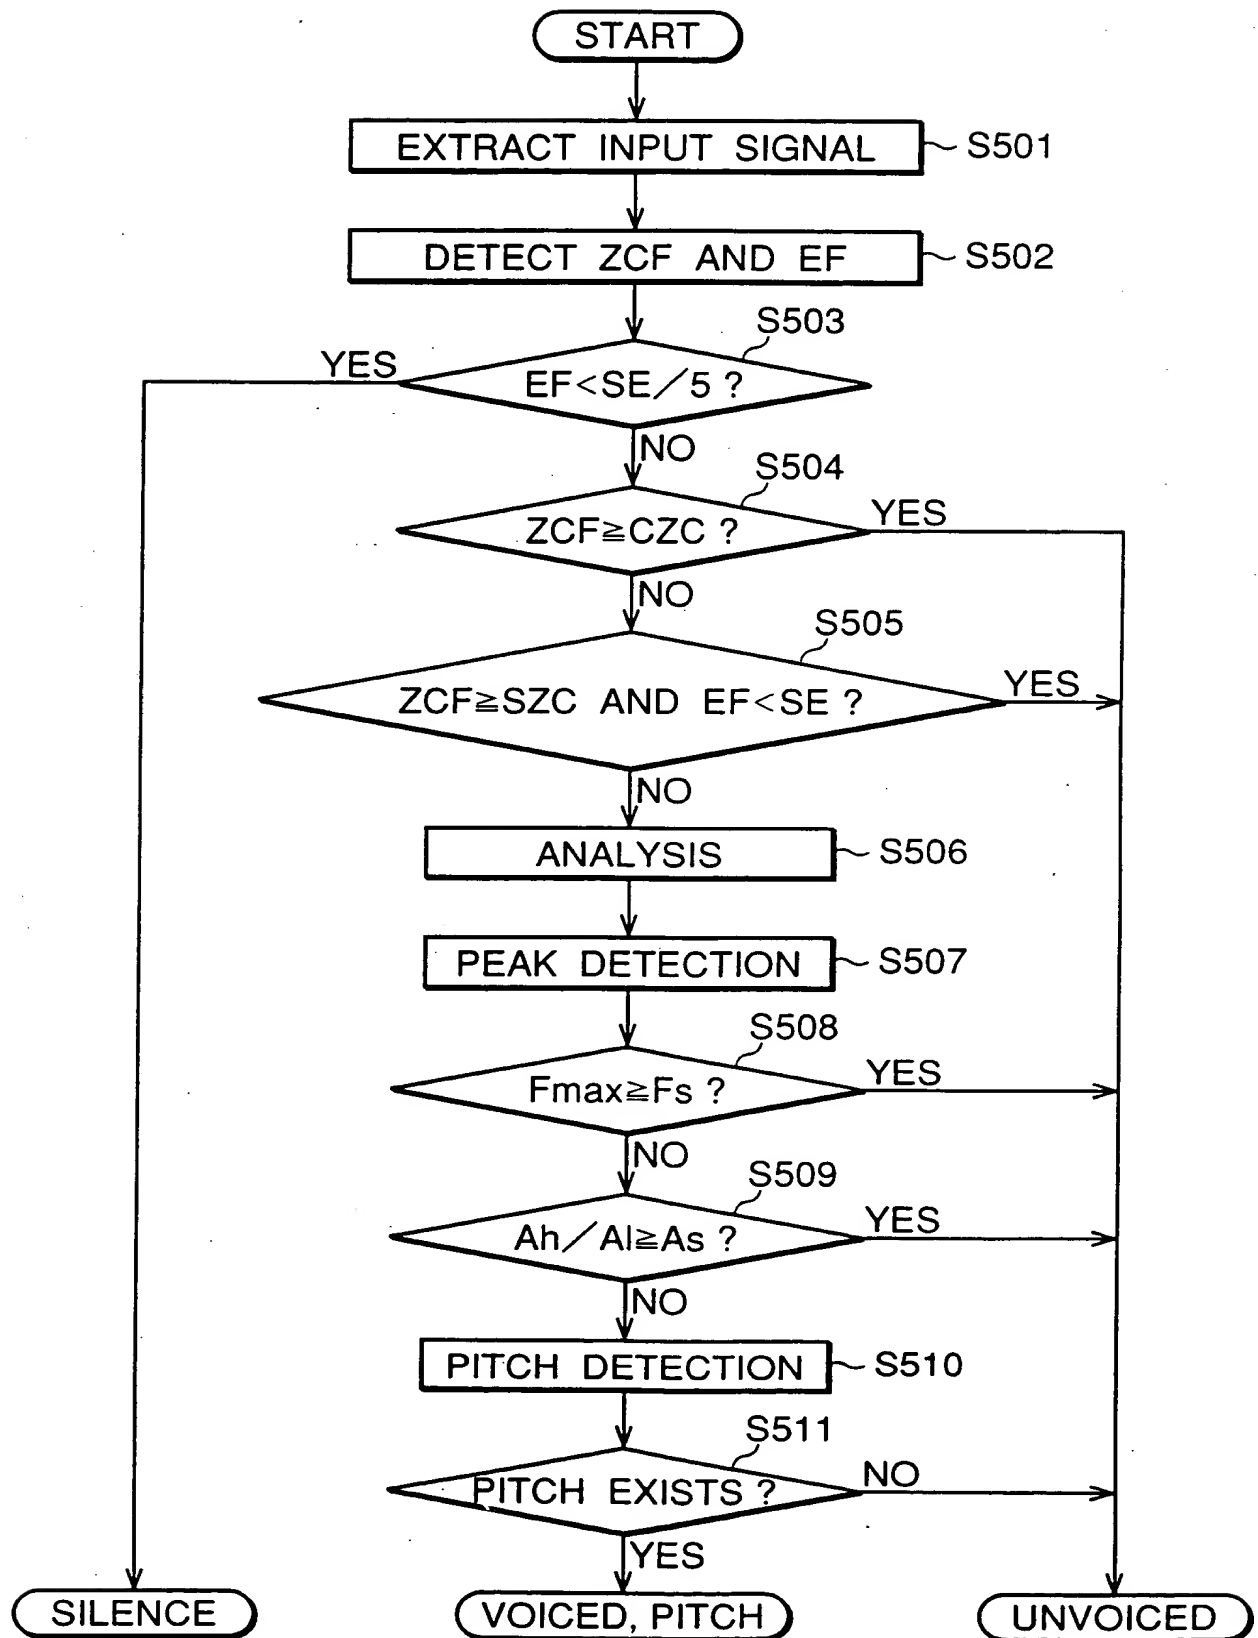 START
EXTRACT INPUT SIGNAL
S501
DETECT ZCF AND EF
S502
S503
YES
EF<SE/5 ?
NO
S504
ZCF≧CZC ?
YES
NO
S505
ZCF≧SZC AND EF<SE ?
YES
NO
ANALYSIS
S506
PEAK DETECTION
S507
S508
Fmax≧Fs ?
YES
NO
S509
Ah/Al≧As ?
YES
NO
PITCH DETECTION
S510
S511
PITCH EXISTS ?
NO
YES
SILENCE
VOICED, PITCH
UNVOICED